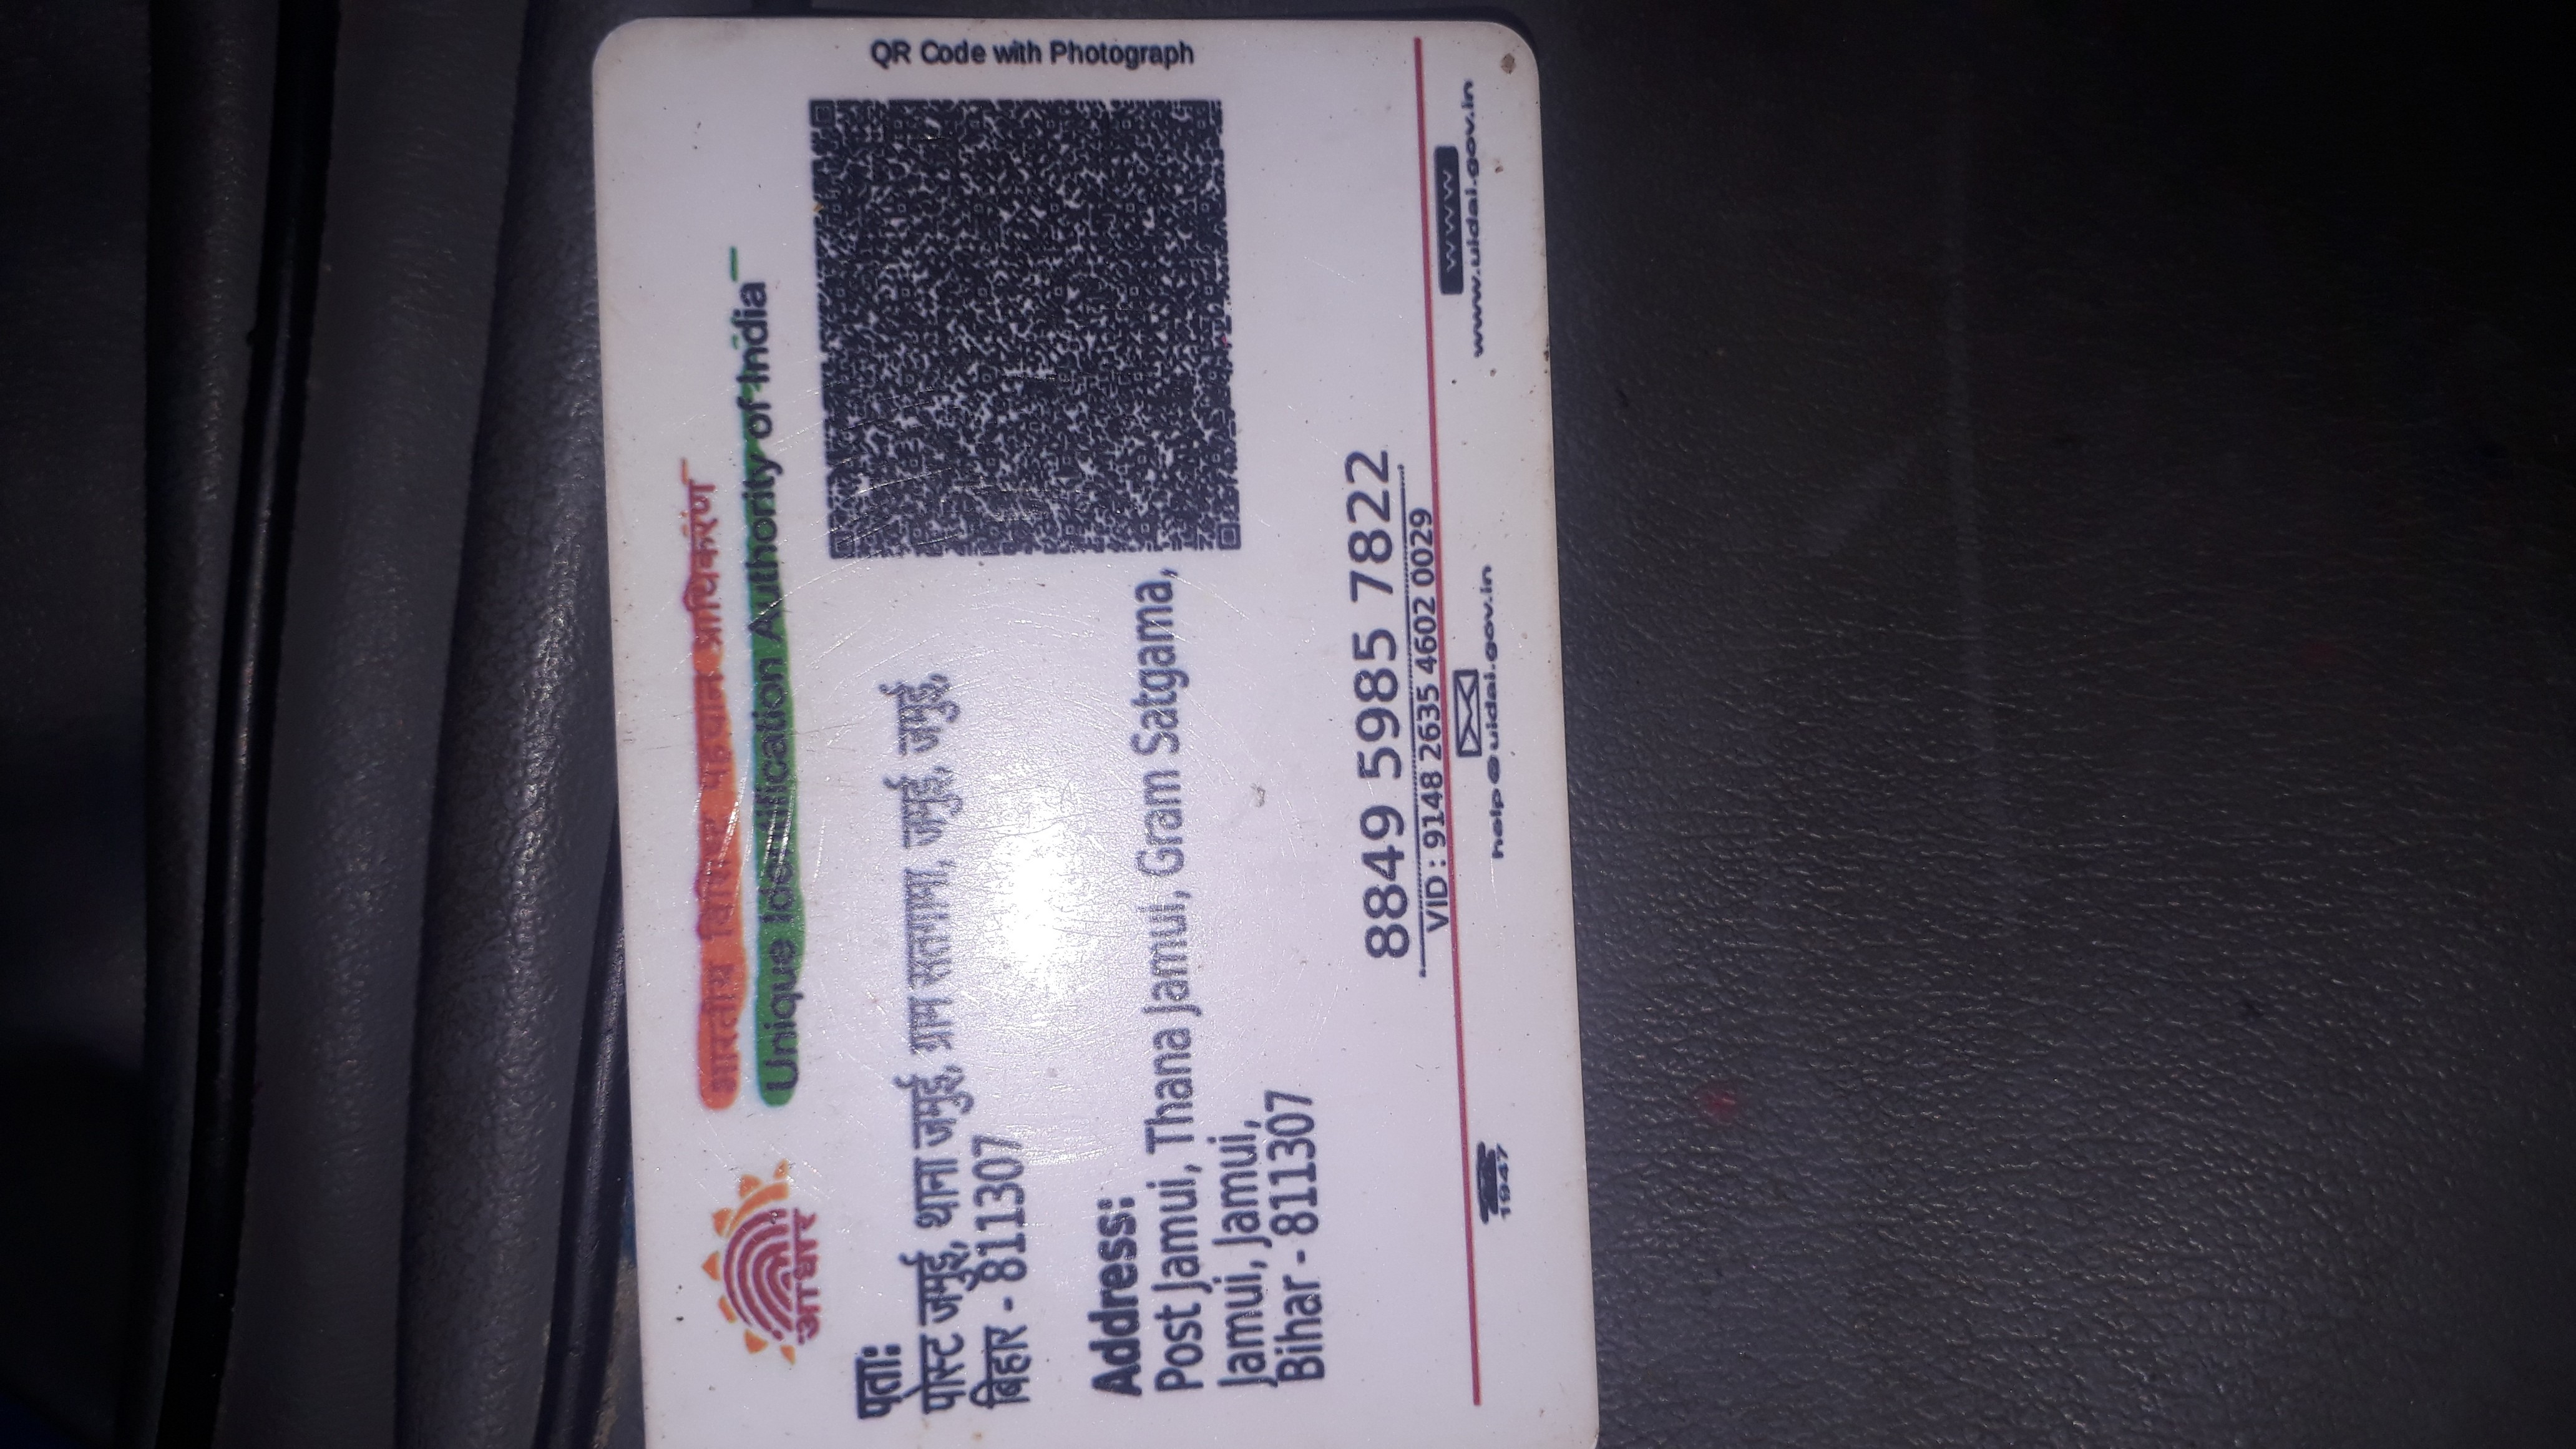 भारतीय विशिष्ट पहचान प्राधिकरण
Unique Identification Authority of India
आधार
QR Code with Photograph
पता:
पोस्ट जमुई, थाना जमुई, ग्राम सतगामा, जमुई, जमुई,
बिहार - 811307
Address:
Post Jamui, Thana Jamui, Gram Satgama,
Jamui, Jamui,
Bihar - 811307
8849 5985 7822
VID : 9148 2635 4602 0029
1947
help@uidai.gov.in
www
www.uidai.gov.in